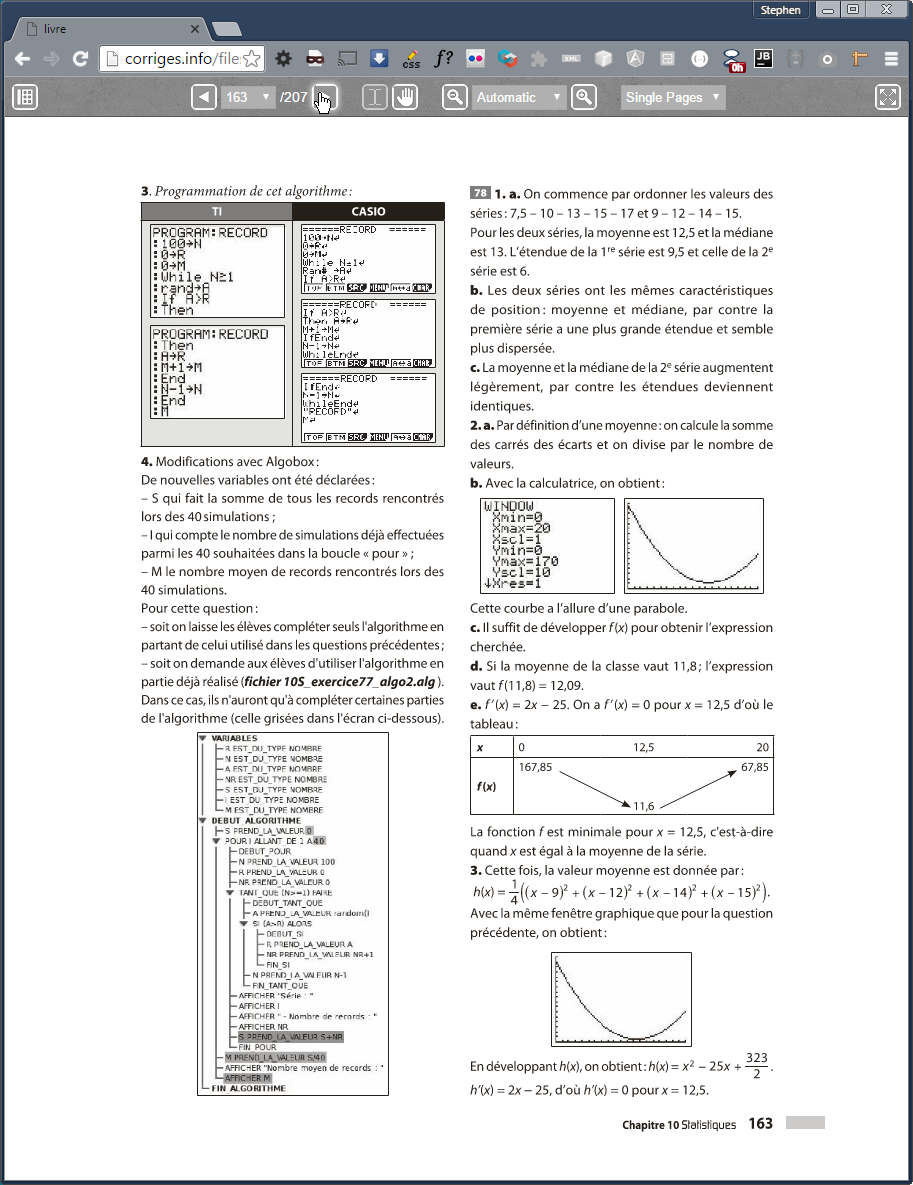 Stephen
livre
corriges.info/file
css
f?
XML
0h
JB
163
/207
Automatic
Single Pages
3. Programmation de cet algorithme :
TI
CASIO
PROGRAM:RECORD
:100→N
:0→R
:0→M
:While N≥1
:rand→A
:If A>R
:Then
PROGRAM:RECORD
:Then
:A→R
:M+1→M
:End
:N-1→N
:End
:M
======RECORD ======
100→N↵
0→R↵
0→M↵
While N≥1↵
Ran# →A↵
If A>R↵
TOP BTM SRC MENU A↔a CHAR
======RECORD ======
If A>R↵
Then A→R↵
M+1→M↵
IfEnd↵
N-1→N↵
WhileEnd↵
TOP BTM SRC MENU A↔a CHAR
======RECORD ======
IfEnd↵
N-1→N↵
WhileEnd↵
"RECORD"↵
M↵
TOP BTM SRC MENU A↔a CHAR
4. Modifications avec Algobox :
De nouvelles variables ont été déclarées :
– S qui fait la somme de tous les records rencontrés
lors des 40 simulations ;
– I qui compte le nombre de simulations déjà effectuées
parmi les 40 souhaitées dans la boucle « pour » ;
– M le nombre moyen de records rencontrés lors des
40 simulations.
Pour cette question :
– soit on laisse les élèves compléter seuls l'algorithme en
partant de celui utilisé dans les questions précédentes ;
– soit on demande aux élèves d'utiliser l'algorithme en
partie déjà réalisé (fichier 10S_exercice77_algo2.alg ).
Dans ce cas, ils n'auront qu'à compléter certaines parties
de l'algorithme (celle grisées dans l'écran ci-dessous).
VARIABLES
R EST_DU_TYPE NOMBRE
N EST_DU_TYPE NOMBRE
A EST_DU_TYPE NOMBRE
NR EST_DU_TYPE NOMBRE
S EST_DU_TYPE NOMBRE
I EST_DU_TYPE NOMBRE
M EST_DU_TYPE NOMBRE
DEBUT_ALGORITHME
S PREND_LA_VALEUR 0
POUR I ALLANT_DE 1 A 40
DEBUT_POUR
N PREND_LA_VALEUR 100
R PREND_LA_VALEUR 0
NR PREND_LA_VALEUR 0
TANT_QUE (N>=1) FAIRE
DEBUT_TANT_QUE
A PREND_LA_VALEUR random()
SI (A>R) ALORS
DEBUT_SI
R PREND_LA_VALEUR A
NR PREND_LA_VALEUR NR+1
FIN_SI
N PREND_LA_VALEUR N-1
FIN_TANT_QUE
AFFICHER "Série : "
AFFICHER I
AFFICHER " - Nombre de records : "
AFFICHER NR
S PREND_LA_VALEUR S+NR
FIN_POUR
M PREND_LA_VALEUR S/40
AFFICHER "Nombre moyen de records : "
AFFICHER M
FIN_ALGORITHME
78 1. a. On commence par ordonner les valeurs des
séries : 7,5 – 10 – 13 – 15 – 17 et 9 – 12 – 14 – 15.
Pour les deux séries, la moyenne est 12,5 et la médiane
est 13. L'étendue de la 1re série est 9,5 et celle de la 2e
série est 6.
b. Les deux séries ont les mêmes caractéristiques
de position : moyenne et médiane, par contre la
première série a une plus grande étendue et semble
plus dispersée.
c. La moyenne et la médiane de la 2e série augmentent
légèrement, par contre les étendues deviennent
identiques.
2. a. Par définition d'une moyenne : on calcule la somme
des carrés des écarts et on divise par le nombre de
valeurs.
b. Avec la calculatrice, on obtient :
WINDOW
Xmin=0
Xmax=20
Xscl=1
Ymin=0
Ymax=170
Yscl=10
↓Xres=1
Cette courbe a l'allure d'une parabole.
c. Il suffit de développer f (x) pour obtenir l'expression
cherchée.
d. Si la moyenne de la classe vaut 11,8 ; l'expression
vaut f (11,8) = 12,09.
e. f ′(x) = 2x − 25. On a f ′(x) = 0 pour x = 12,5 d'où le
tableau :
x 0 12,5 20
167,85 67,85
f (x)
11,6
La fonction f est minimale pour x = 12,5, c'est-à-dire
quand x est égal à la moyenne de la série.
3. Cette fois, la valeur moyenne est donnée par :
h(x) = 1/4((x − 9)² + (x − 12)² + (x − 14)² + (x − 15)²).
Avec la même fenêtre graphique que pour la question
précédente, on obtient :
En développant h(x), on obtient : h(x) = x² − 25x + 323/2.
h′(x) = 2x − 25, d'où h′(x) = 0 pour x = 12,5.
Chapitre 10 Statistiques 163